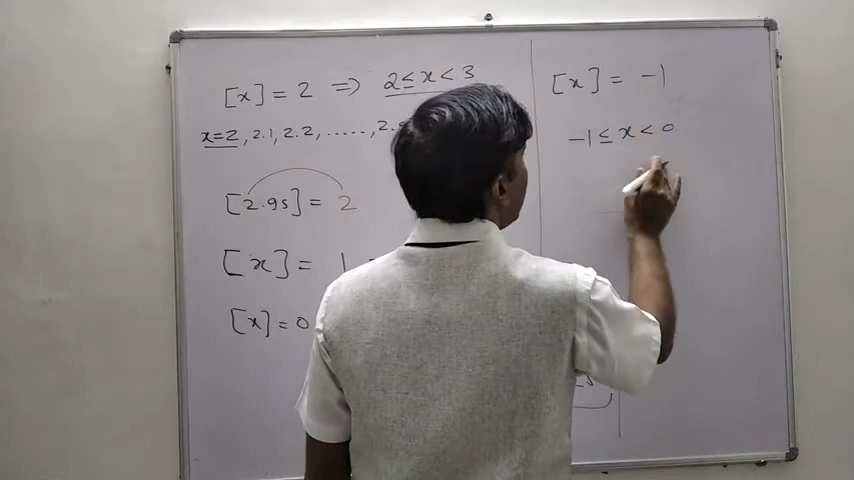 [x] = 2 ⇒ 2 ≤ x < 3
x=2, 2.1, 2.2, ....., 2.9
[2.95] = 2
[x] = 1
[x] = 0
[x] = -1
-1 ≤ x < 0